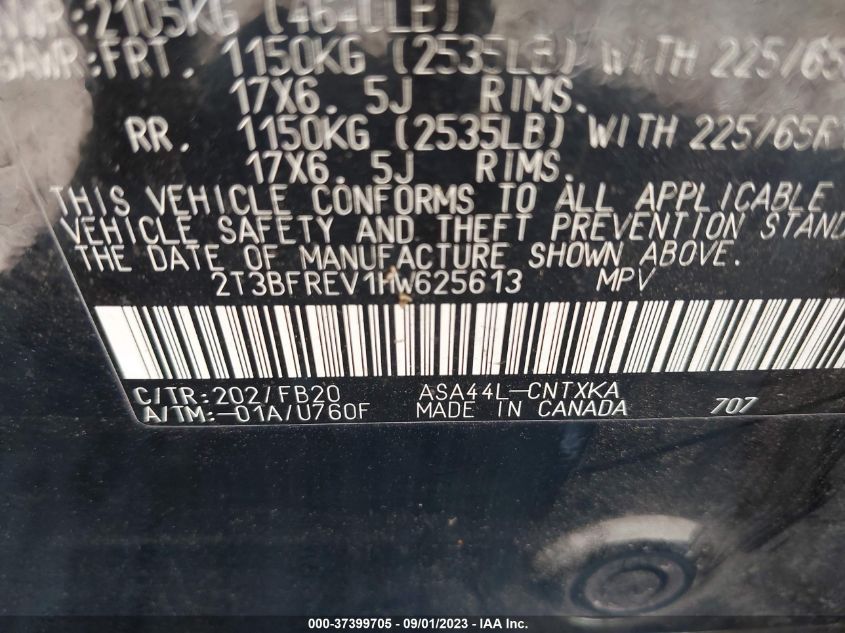 2105KG (4640LB)
GAWR:FRT. 1150KG (2535LB) WITH 225/65
17X6. 5J RIMS.
RR. 1150KG (2535LB) WITH 225/65R1
17X6. 5J RIMS.
THIS VEHICLE CONFORMS TO ALL APPLICABLE
VEHICLE SAFETY AND THEFT PREVENTION STAND
THE DATE OF MANUFACTURE SHOWN ABOVE.
2T3BFREV1HW625613 MPV
C/TR:202/FB20 ASA44L-CNTXKA
A/TM:-01A/U760F MADE IN CANADA 707
000-37399705 - 09/01/2023 - IAA Inc.